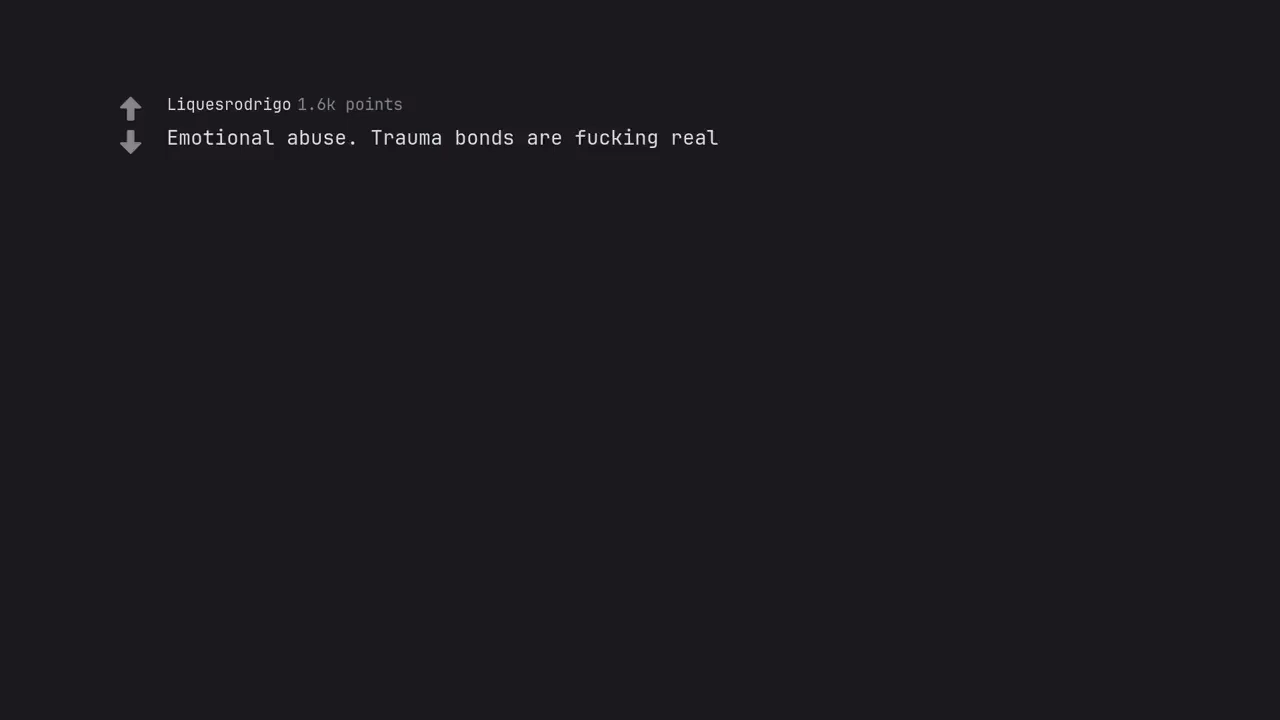 Liquesrodrigo 1.6k points
Emotional abuse. Trauma bonds are fucking real